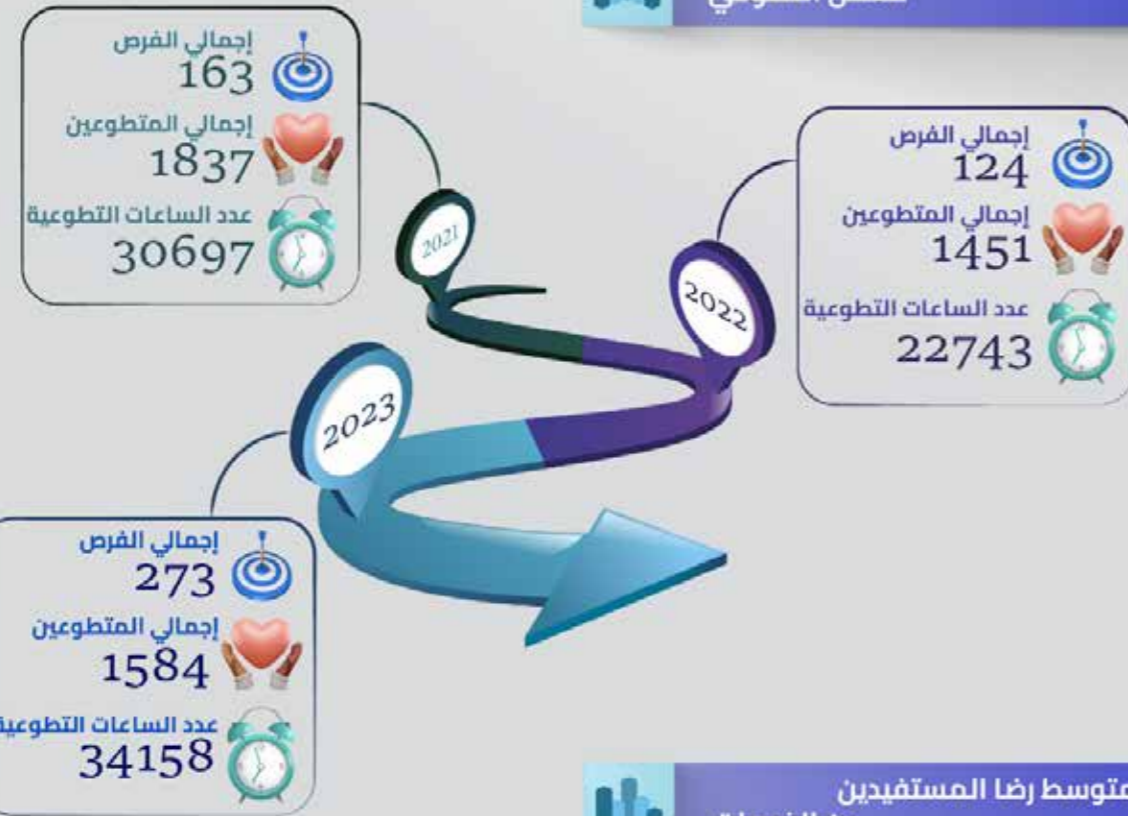 إجمالي الفرص
163
إجمالي المتطوعين
1837
عدد الساعات التطوعية
30697
2021
إجمالي الفرص
124
إجمالي المتطوعين
1451
عدد الساعات التطوعية
22743
2022
2023
إجمالي الفرص
273
إجمالي المتطوعين
1584
عدد الساعات التطوعية
34158
متوسط رضا المستفيدين